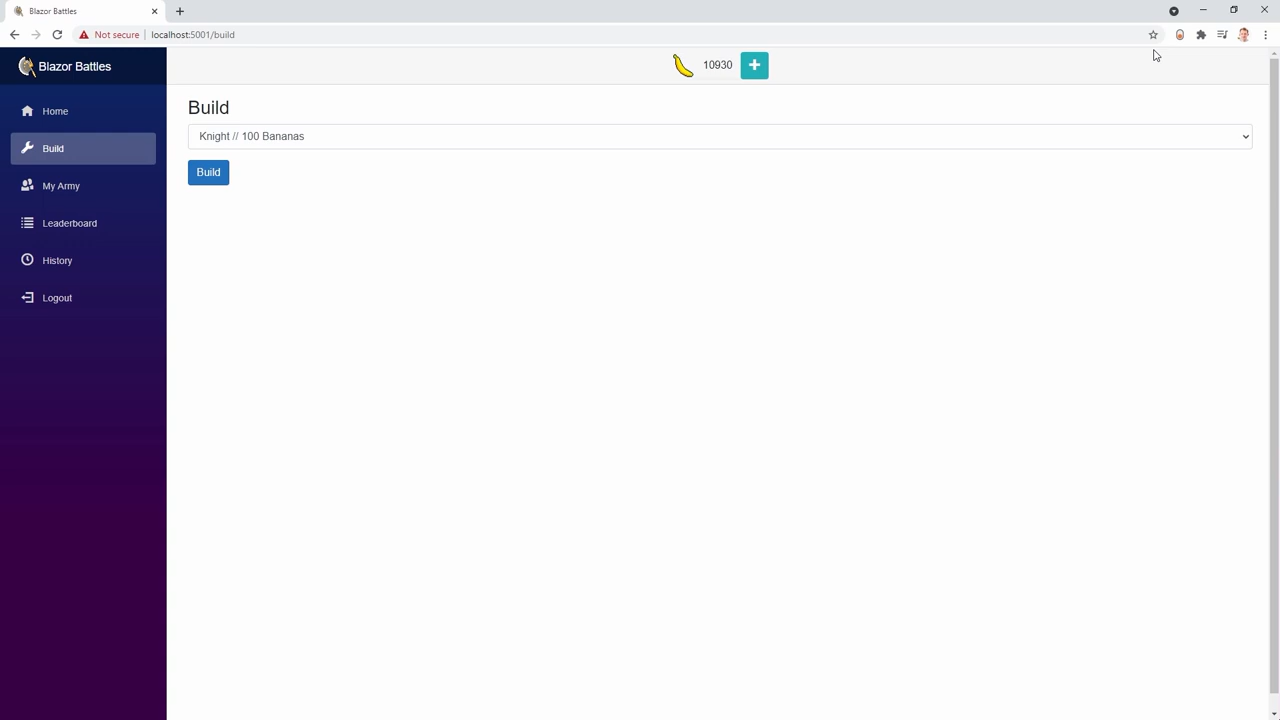 Blazor Battles
Not secure
localhost:5001/build
Blazor Battles
10930
Home
Build
My Army
Leaderboard
History
Logout
Build
Knight // 100 Bananas
Build